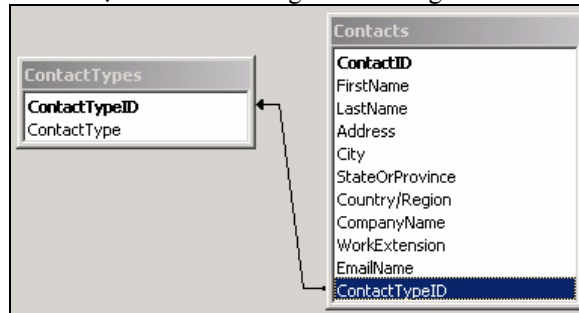 ContactTypes
ContactTypeID
ContactType
Contacts
ContactID
FirstName
LastName
Address
City
StateOrProvince
Country/Region
CompanyName
WorkExtension
EmailName
ContactTypeID